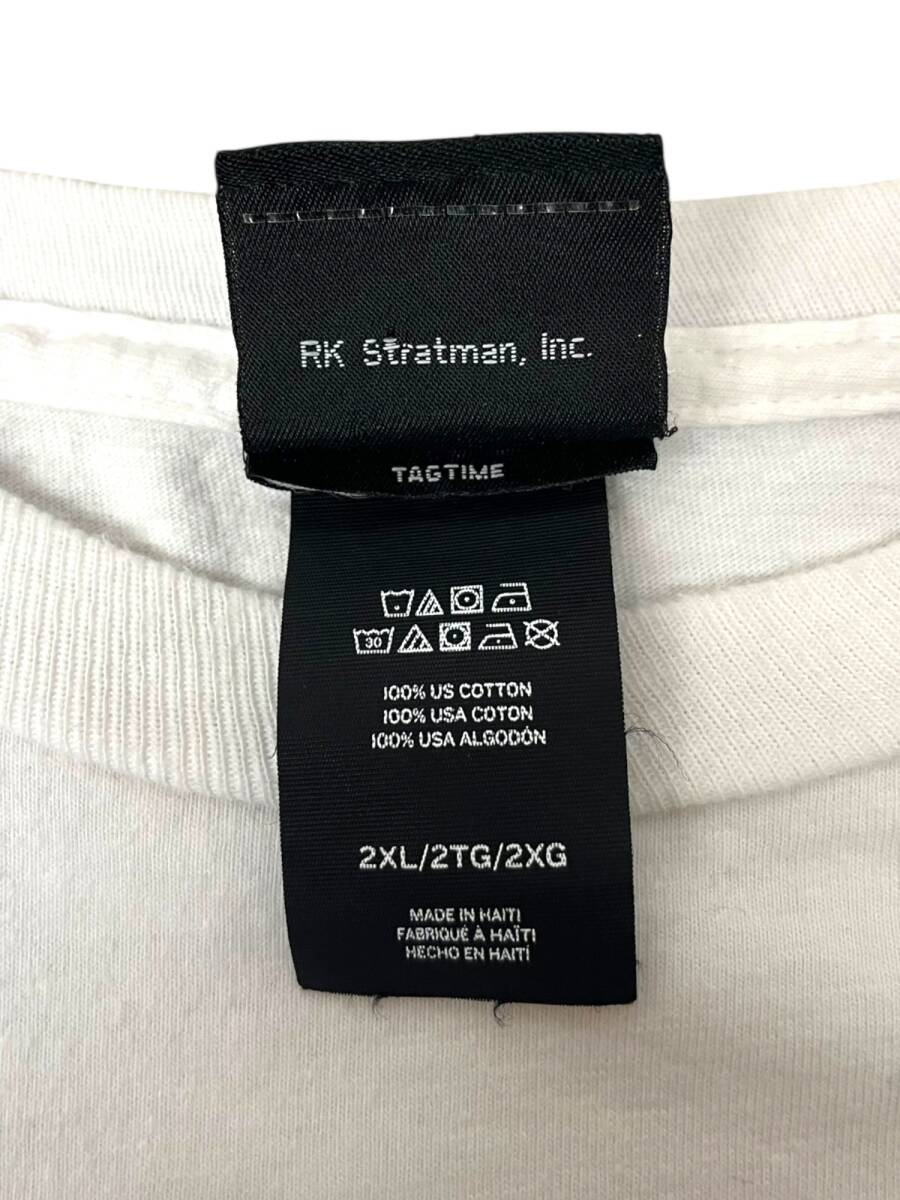 RK Stratman, Inc.
TAGTIME
30
100% US COTTON
100% USA COTON
100% USA ALGODÓN
2XL/2TG/2XG
MADE IN HAITI
FABRIQUÉ À HAÏTI
HECHO EN HAITÍ